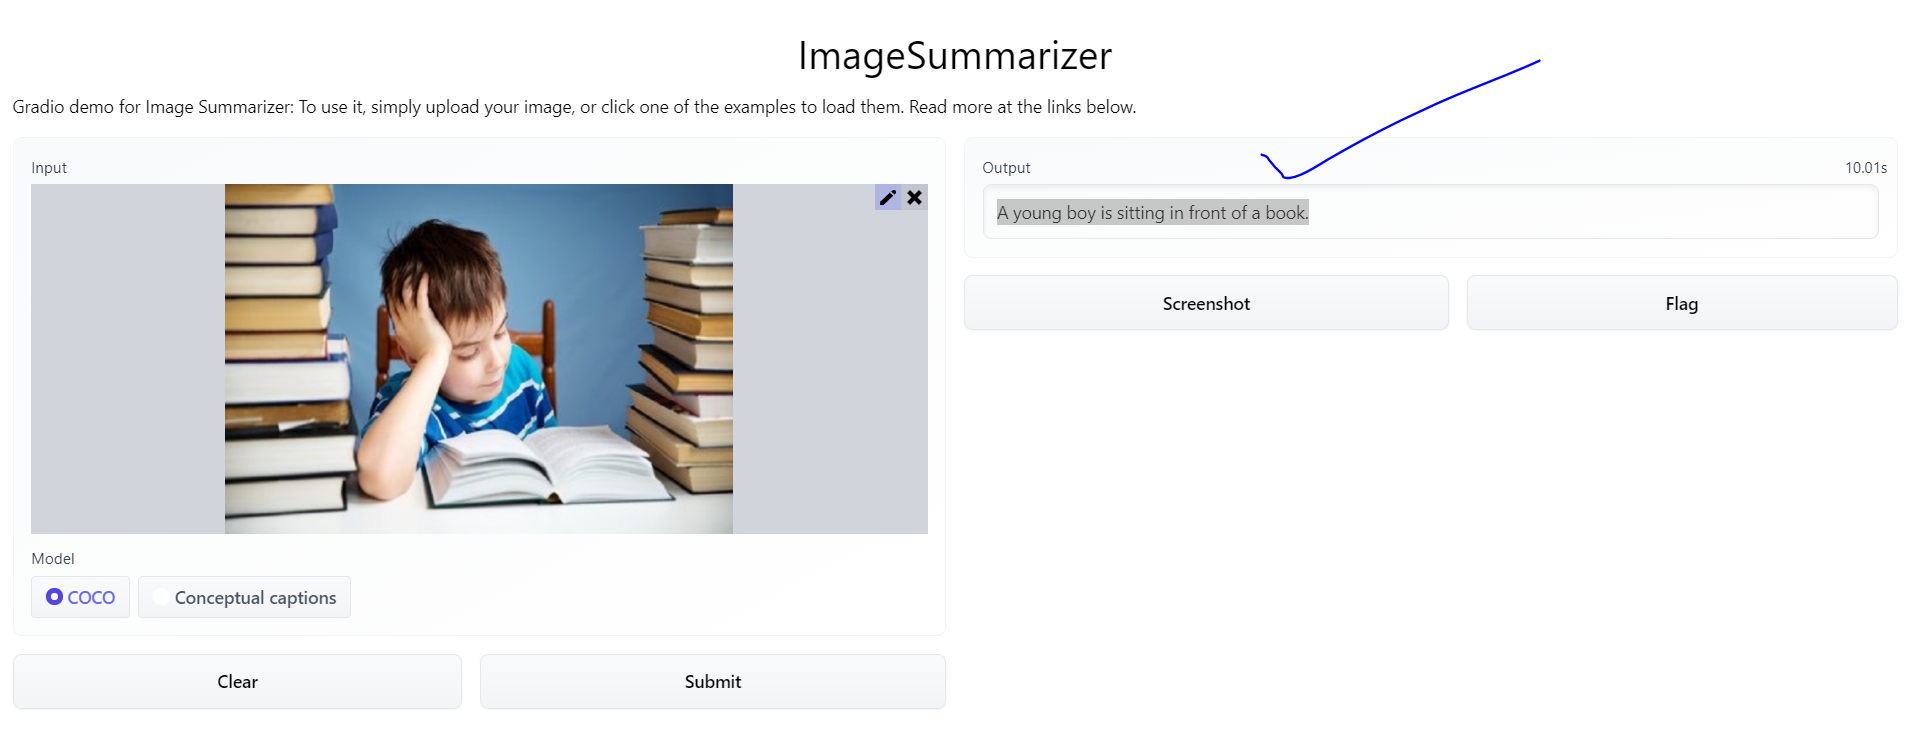 ImageSummarizer
Gradio demo for Image Summarizer: To use it, simply upload your image, or click one of the examples to load them. Read more at the links below.
Input
Output
10.01s
A young boy is sitting in front of a book.
Screenshot
Flag
Model
COCO
Conceptual captions
Clear
Submit